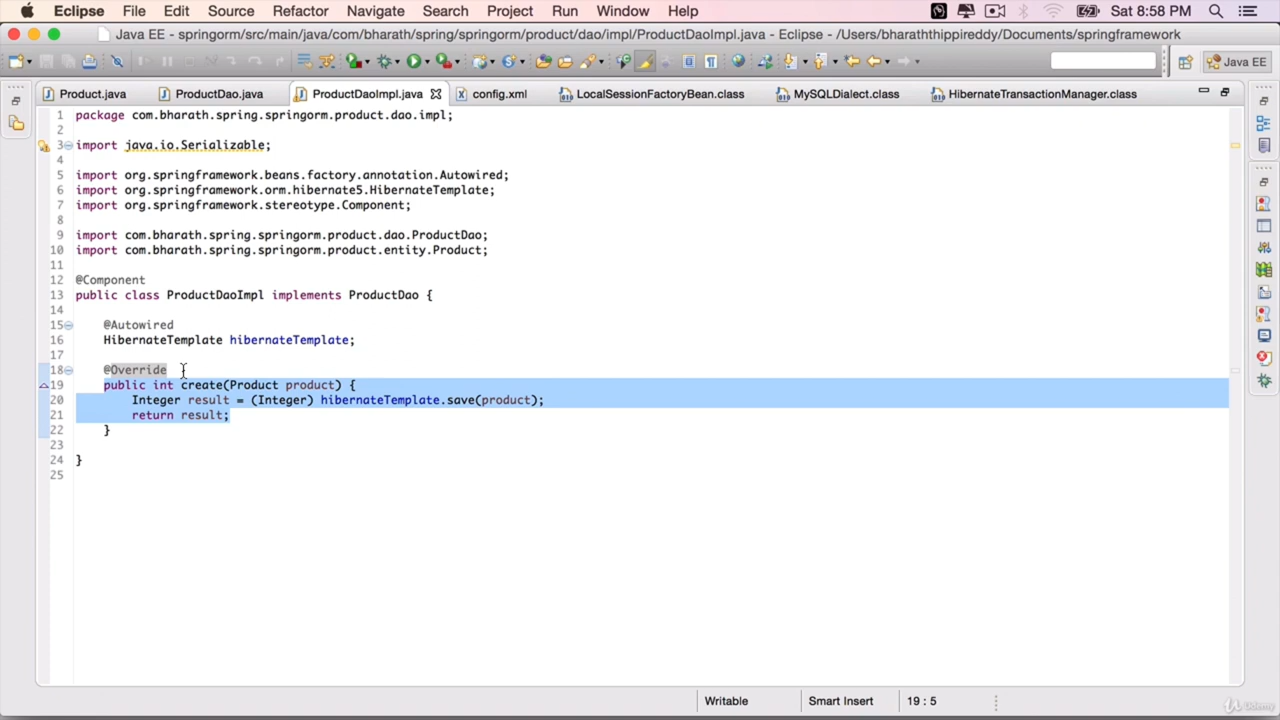 Eclipse File Edit Source Refactor Navigate Search Project Run Window Help Sat 8:58 PM
Java EE - springorm/src/main/java/com/bharath/spring/springorm/product/dao/impl/ProductDaoImpl.java - Eclipse - /Users/bharaththippireddy/Documents/springframework
Java EE
Product.java ProductDao.java ProductDaoImpl.java config.xml LocalSessionFactoryBean.class MySQLDialect.class HibernateTransactionManager.class
1 package com.bharath.spring.springorm.product.dao.impl;
2
3 import java.io.Serializable;
4
5 import org.springframework.beans.factory.annotation.Autowired;
6 import org.springframework.orm.hibernate5.HibernateTemplate;
7 import org.springframework.stereotype.Component;
8
9 import com.bharath.spring.springorm.product.dao.ProductDao;
10 import com.bharath.spring.springorm.product.entity.Product;
11
12 @Component
13 public class ProductDaoImpl implements ProductDao {
14
15 @Autowired
16 HibernateTemplate hibernateTemplate;
17
18 @Override
19 public int create(Product product) {
20 Integer result = (Integer) hibernateTemplate.save(product);
21 return result;
22 }
23
24 }
25
Writable Smart Insert 19 : 5
Udemy